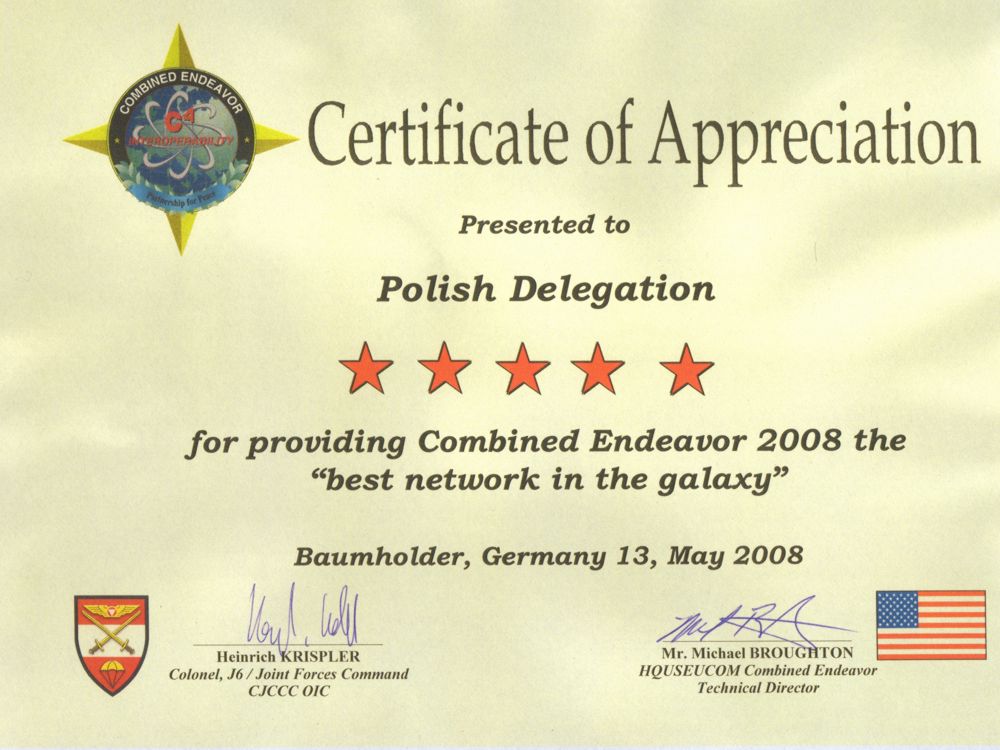 COMBINED ENDEAVOR
C4
INTEROPERABILITY
Partnership for Peace
Certificate of Appreciation
Presented to
Polish Delegation
for providing Combined Endeavor 2008 the
“best network in the galaxy”
Baumholder, Germany 13, May 2008
Heinrich KRISPLER
Colonel, J6 / Joint Forces Command
CJCCC OIC
Mr. Michael BROUGHTON
HQUSEUCOM Combined Endeavor
Technical Director